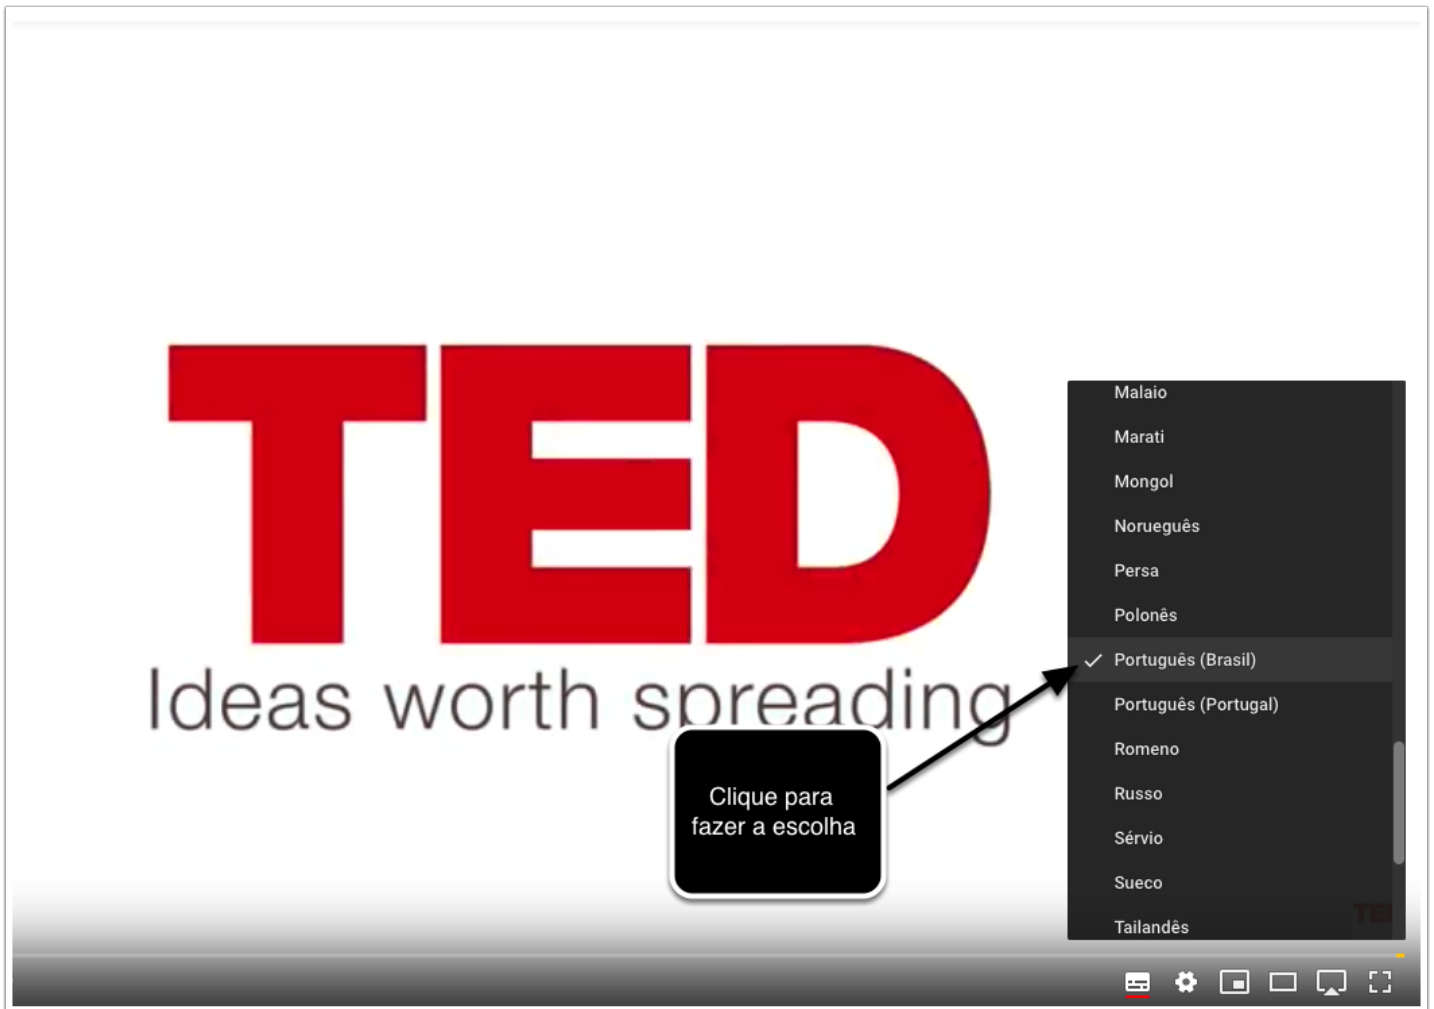 TED
Ideas worth spreading
Clique para
fazer a escolha
Malaio
Marati
Mongol
Norueguês
Persa
Polonês
Português (Brasil)
Português (Portugal)
Romeno
Russo
Sérvio
Sueco
Tailandês